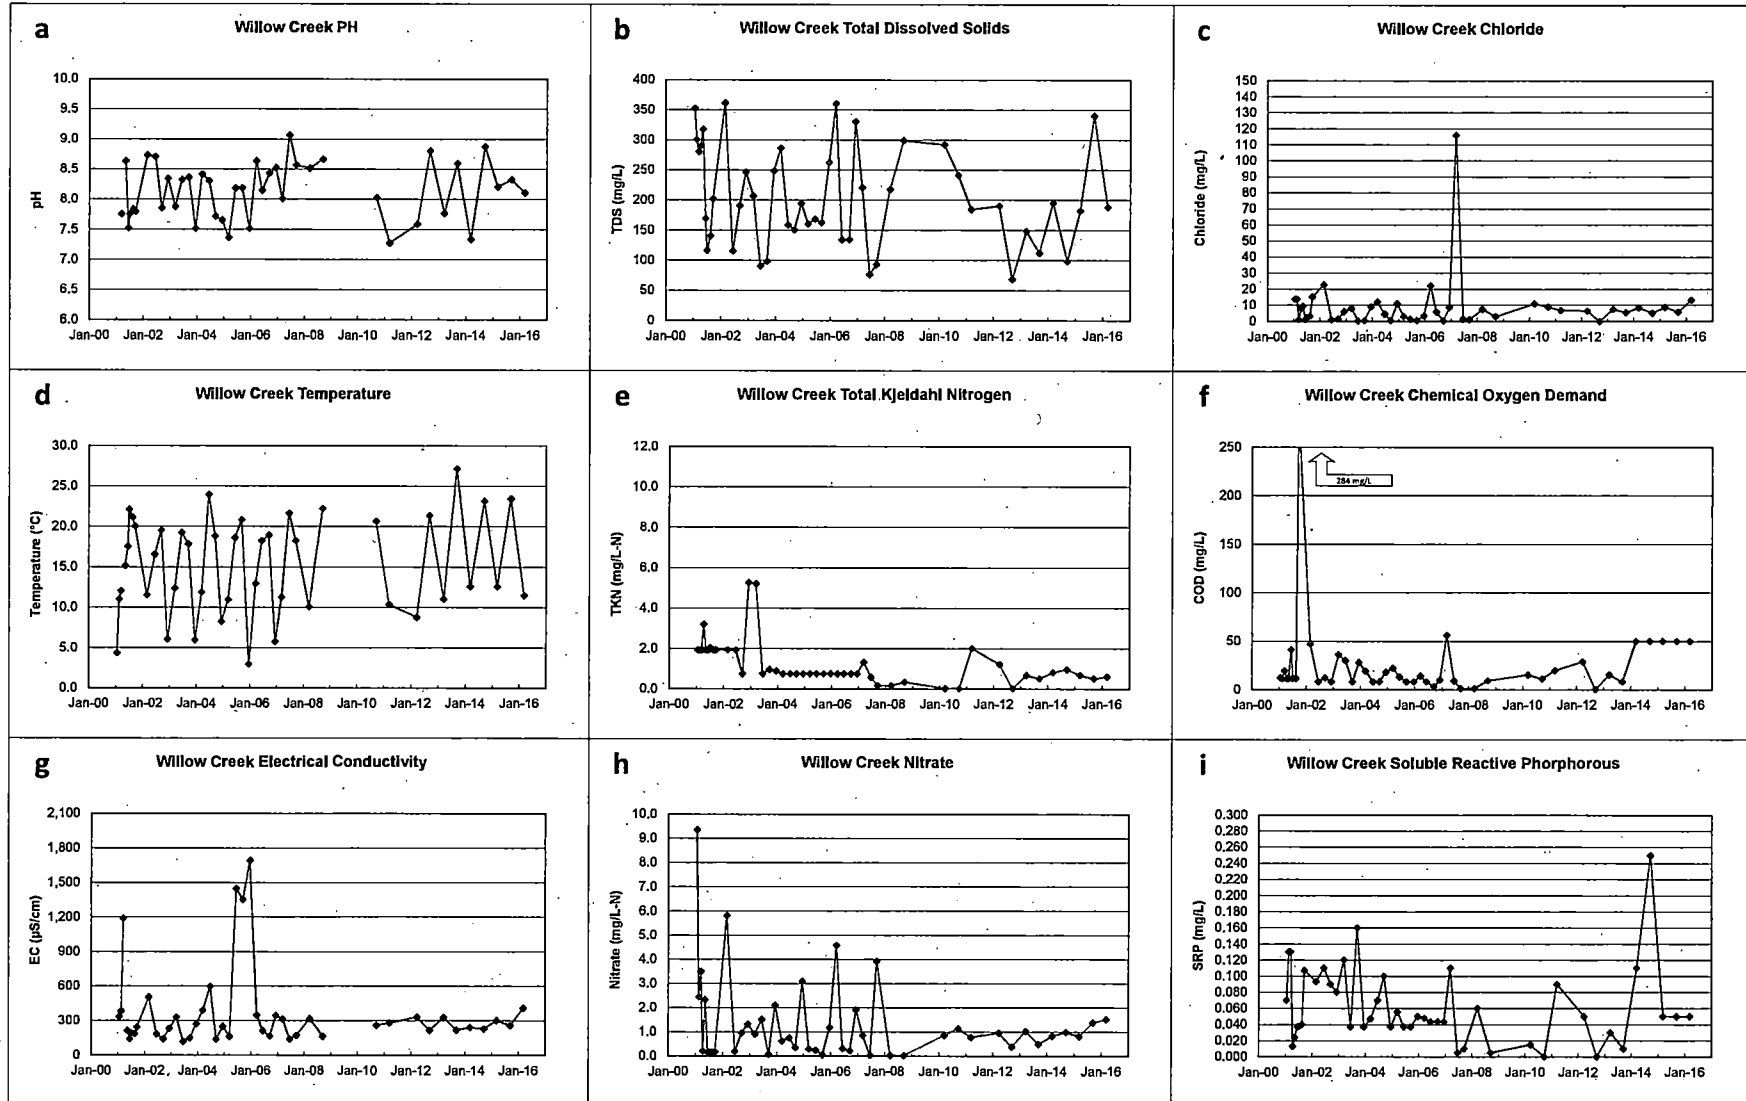 a
Willow Creek PH
10.0
9.5
9.0
8.5
8.0
7.5
7.0
6.5
6.0
pH
Jan-00 Jan-02 Jan-04 Jan-06 Jan-08 Jan-10 Jan-12 Jan-14 Jan-16
b
Willow Creek Total Dissolved Solids
400
350
300
250
200
150
100
50
0
TDS (mg/L)
Jan-00 Jan-02 Jan-04 Jan-06 Jan-08 Jan-10 Jan-12 Jan-14 Jan-16
c
Willow Creek Chloride
150
140
130
120
110
100
90
80
70
60
50
40
30
20
10
0
Chloride (mg/L)
Jan-00 Jan-02 Jan-04 Jan-06 Jan-08 Jan-10 Jan-12 Jan-14 Jan-16
d
Willow Creek Temperature
30.0
25.0
20.0
15.0
10.0
5.0
0.0
Temperature (°C)
Jan-00 Jan-02 Jan-04 Jan-06 Jan-08 Jan-10 Jan-12 Jan-14 Jan-16
e
Willow Creek Total Kjeldahl Nitrogen
12.0
10.0
8.0
6.0
4.0
2.0
0.0
TKN (mg/L-N)
Jan-00 Jan-02 Jan-04 Jan-06 Jan-08 Jan-10 Jan-12 Jan-14 Jan-16
f
Willow Creek Chemical Oxygen Demand
250
200
150
100
50
0
COD (mg/L)
284 mg/L
Jan-00 Jan-02 Jan-04 Jan-06 Jan-08 Jan-10 Jan-12 Jan-14 Jan-16
g
Willow Creek Electrical Conductivity
2,100
1,800
1,500
1,200
900
600
300
0
EC (µS/cm)
Jan-00 Jan-02 Jan-04 Jan-06 Jan-08 Jan-10 Jan-12 Jan-14 Jan-16
h
Willow Creek Nitrate
10.0
9.0
8.0
7.0
6.0
5.0
4.0
3.0
2.0
1.0
0.0
Nitrate (mg/L-N)
Jan-00 Jan-02 Jan-04 Jan-06 Jan-08 Jan-10 Jan-12 Jan-14 Jan-16
i
Willow Creek Soluble Reactive Phorphorous
0.300
0.280
0.260
0.240
0.220
0.200
0.180
0.160
0.140
0.120
0.100
0.080
0.060
0.040
0.020
0.000
SRP (mg/L)
Jan-00 Jan-02 Jan-04 Jan-06 Jan-08 Jan-10 Jan-12 Jan-14 Jan-16